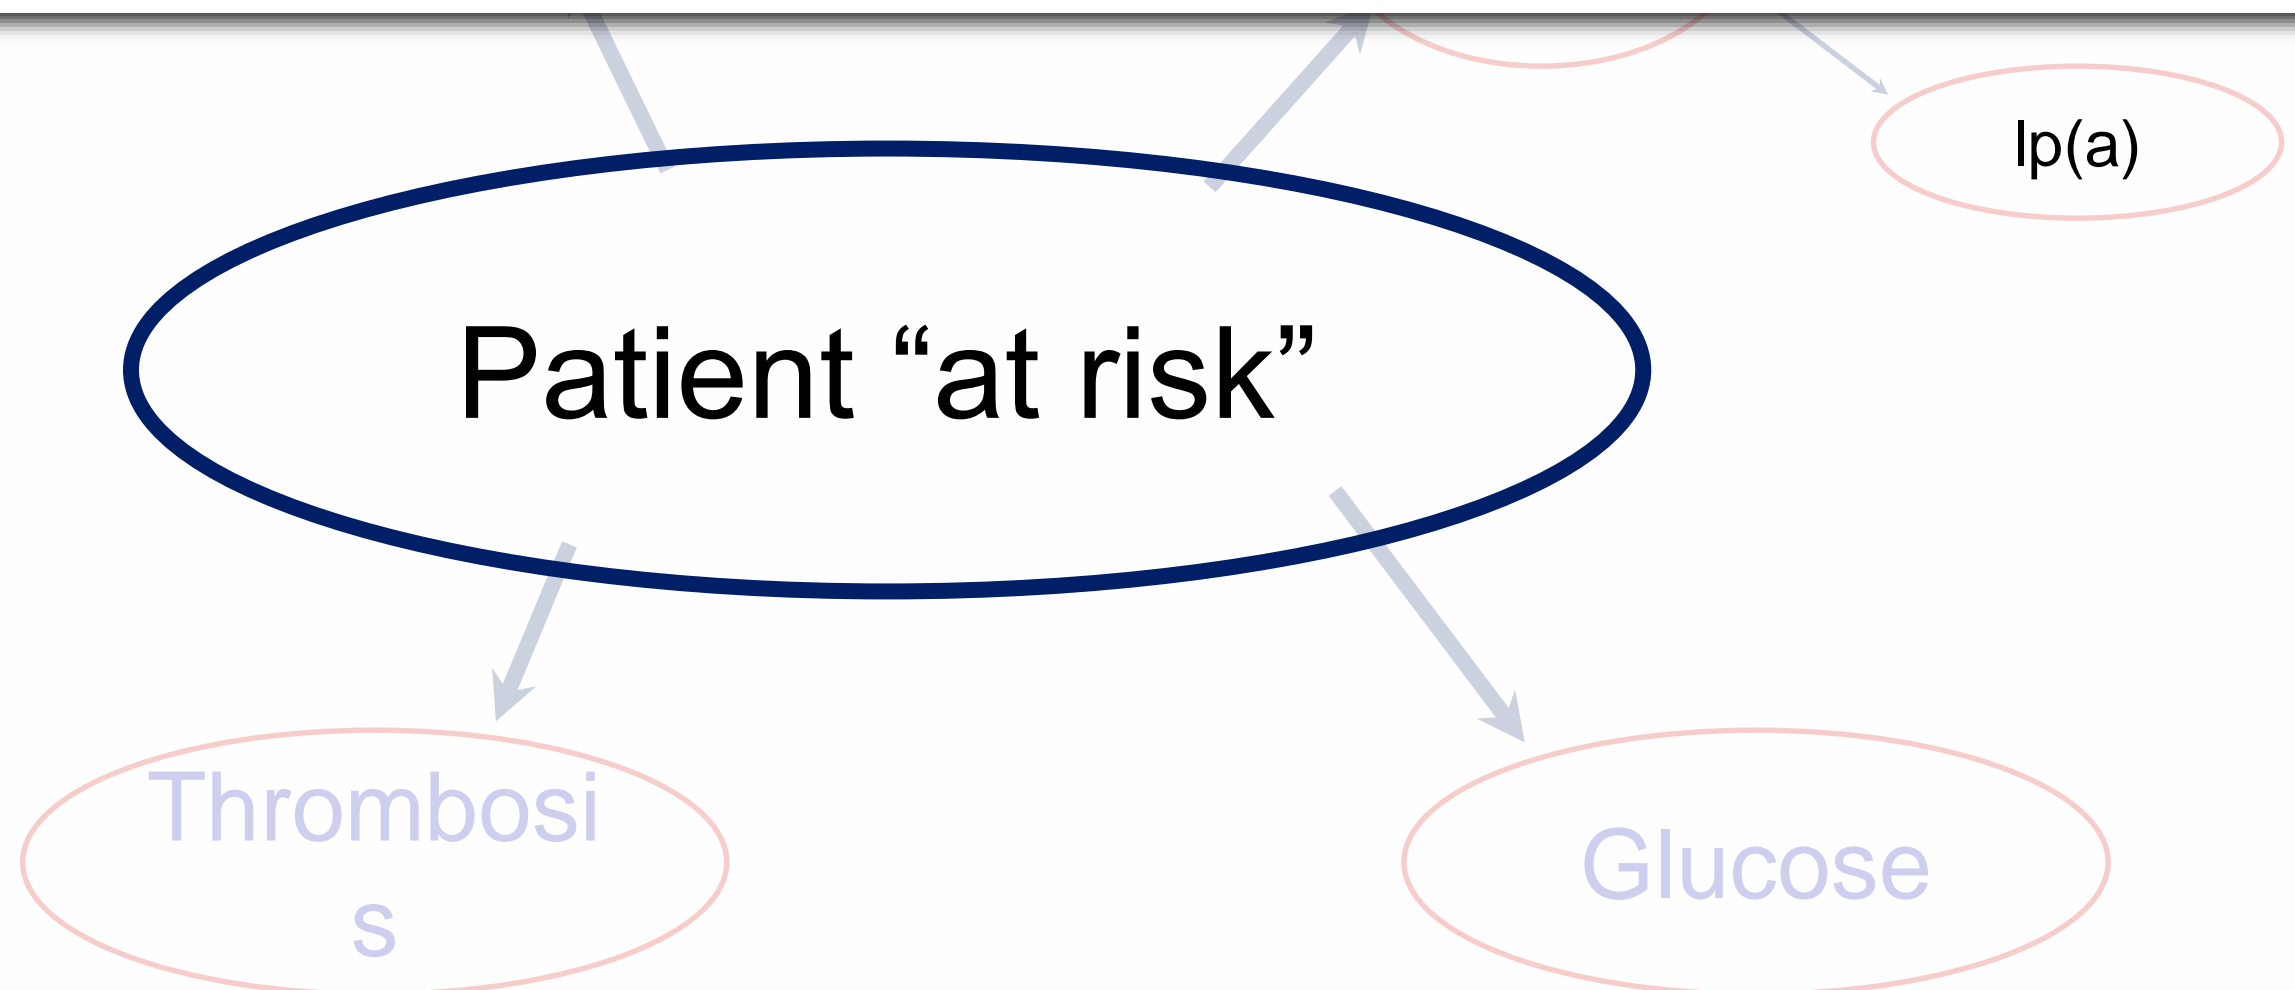 lp(a)
Patient “at risk”
Thrombosi
s
Glucose